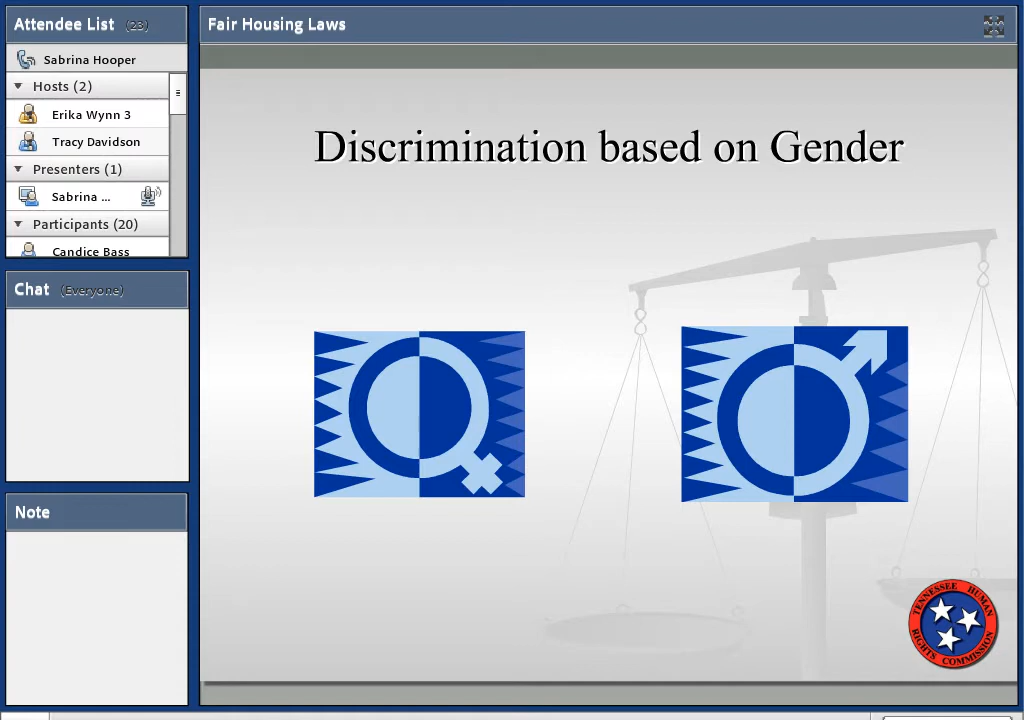 Attendee List (23)
Sabrina Hooper
Hosts (2)
Erika Wynn 3
Tracy Davidson
Presenters (1)
Sabrina ...
Participants (20)
Candice Bass
Chat (Everyone)
Note
Fair Housing Laws
Discrimination based on Gender
TENNESSEE HUMAN
RIGHTS COMMISSION